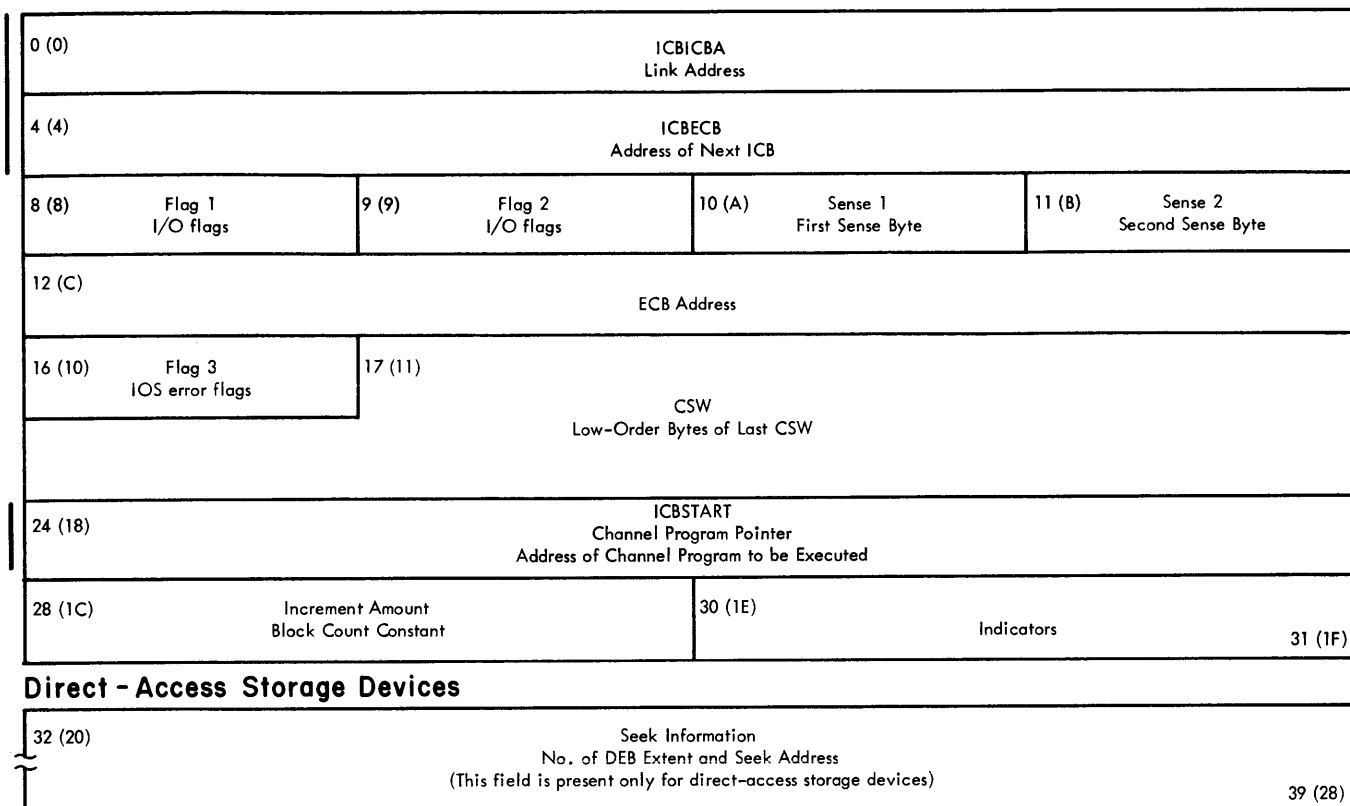 0 (0)
ICBICBA
Link Address
4 (4)
ICBECB
Address of Next ICB
8 (8) Flag 1
I/O flags
9 (9) Flag 2
I/O flags
10 (A) Sense 1
First Sense Byte
11 (B) Sense 2
Second Sense Byte
12 (C)
ECB Address
16 (10) Flag 3
IOS error flags
17 (11)
CSW
Low-Order Bytes of Last CSW
24 (18)
ICBSTART
Channel Program Pointer
Address of Channel Program to be Executed
28 (1C) Increment Amount
Block Count Constant
30 (1E)
Indicators
31 (1F)
Direct-Access Storage Devices
32 (20) Seek Information
No. of DEB Extent and Seek Address
(This field is present only for direct-access storage devices)
39 (28)